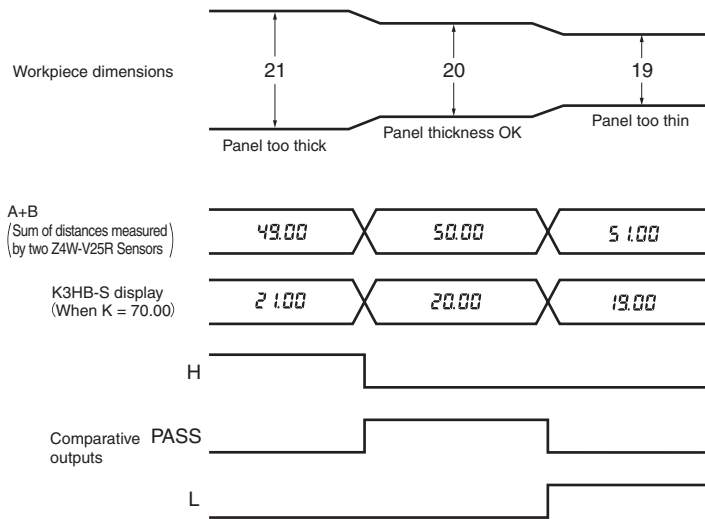 Workpiece dimensions
21
20
19
Panel too thick
Panel thickness OK
Panel too thin
A+B
(Sum of distances measured
by two Z4W-V25R Sensors)
49.00
50.00
51.00
K3HB-S display
(When K = 70.00)
21.00
20.00
19.00
H
Comparative
outputs
PASS
L